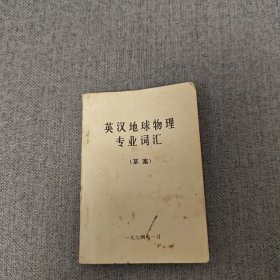 英汉地球物理
专业词汇
（草案）
一九七四年一月